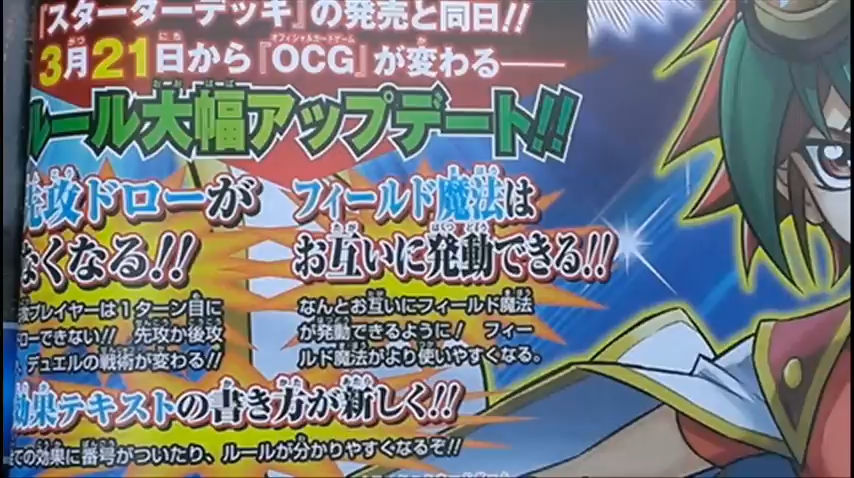 『スターターデッキ』の発売と同日!!
3月21日から『OCG』が変わる――
ルール大幅アップデート!!
先攻ドローが
なくなる!!
攻プレイヤーは1ターン目に
ローできない!! 先攻か後攻
、デュエルの戦術が変わる!!
フィールド魔法は
お互いに発動できる!!
なんとお互いにフィールド魔法
が発動できるように! フィー
ルド魔法がより使いやすくなる。
効果テキストの書き方が新しく!!
ての効果に番号がついたり、ルールが分かりやすくなるぞ!!